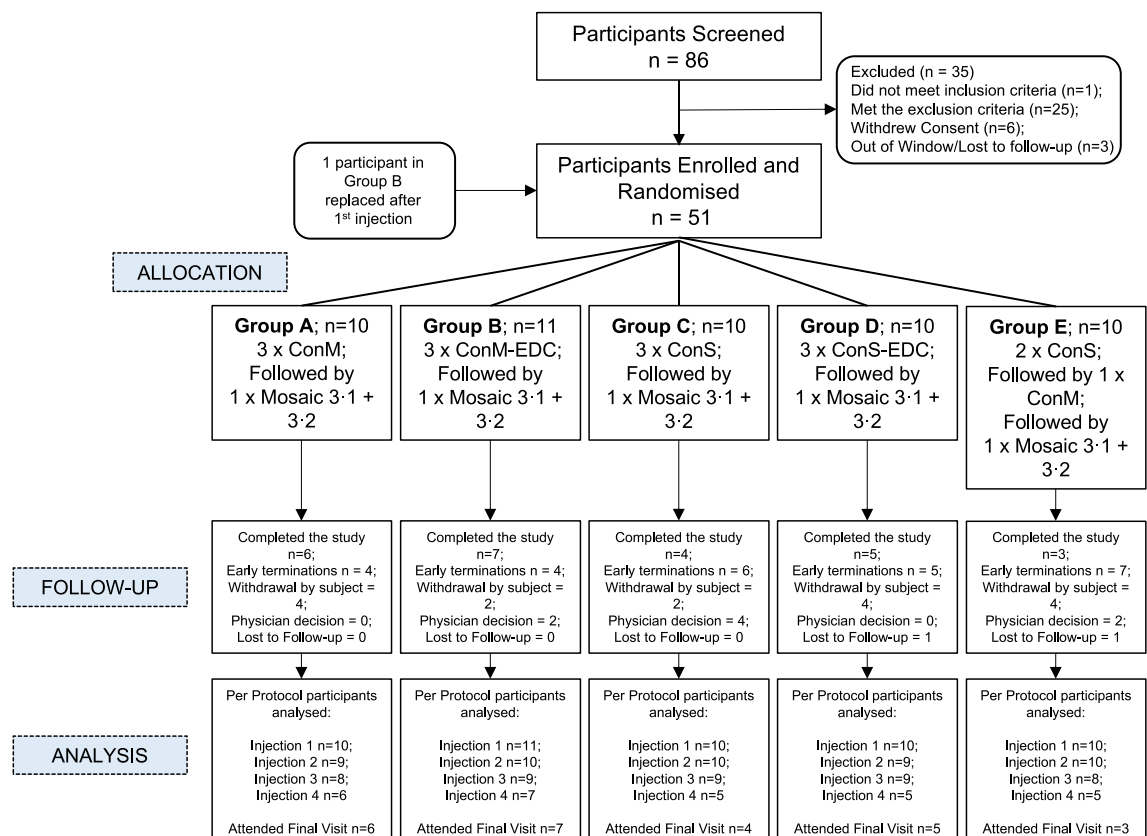 Participants Screened
n = 86
Excluded (n = 35)
Did not meet inclusion criteria (n=1);
Met the exclusion criteria (n=25);
Withdrew Consent (n=6);
Out of Window/Lost to follow-up (n=3)
1 participant in
Group B
replaced after
1st injection
Participants Enrolled and
Randomised
n = 51
ALLOCATION
Group A; n=10
3 x ConM;
Followed by
1 x Mosaic 3·1 +
3·2
Group B; n=11
3 x ConM-EDC;
Followed by
1 x Mosaic 3·1 +
3·2
Group C; n=10
3 x ConS;
Followed by
1 x Mosaic 3·1 +
3·2
Group D; n=10
3 x ConS-EDC;
Followed by
1 x Mosaic 3·1 +
3·2
Group E; n=10
2 x ConS;
Followed by 1 x
ConM;
Followed by
1 x Mosaic 3·1 +
3·2
FOLLOW-UP
Completed the study
n=6;
Early terminations n = 4;
Withdrawal by subject =
4;
Physician decision = 0;
Lost to Follow-up = 0
Completed the study
n=7;
Early terminations n = 4;
Withdrawal by subject =
2;
Physician decision = 2;
Lost to Follow-up = 0
Completed the study
n=4;
Early terminations n = 6;
Withdrawal by subject =
2;
Physician decision = 4;
Lost to Follow-up = 0
Completed the study
n=5;
Early terminations n = 5;
Withdrawal by subject =
4;
Physician decision = 0;
Lost to Follow-up = 1
Completed the study
n=3;
Early terminations n = 7;
Withdrawal by subject =
4;
Physician decision = 2;
Lost to Follow-up = 1
ANALYSIS
Per Protocol participants
analysed:
Injection 1 n=10;
Injection 2 n=9;
Injection 3 n=8;
Injection 4 n=6
Attended Final Visit n=6
Per Protocol participants
analysed:
Injection 1 n=11;
Injection 2 n=10;
Injection 3 n=9;
Injection 4 n=7
Attended Final Visit n=7
Per Protocol participants
analysed:
Injection 1 n=10;
Injection 2 n=10;
Injection 3 n=9;
Injection 4 n=5
Attended Final Visit n=4
Per Protocol participants
analysed:
Injection 1 n=10;
Injection 2 n=9;
Injection 3 n=9;
Injection 4 n=5
Attended Final Visit n=5
Per Protocol participants
analysed:
Injection 1 n=10;
Injection 2 n=10;
Injection 3 n=8;
Injection 4 n=5
Attended Final Visit n=3